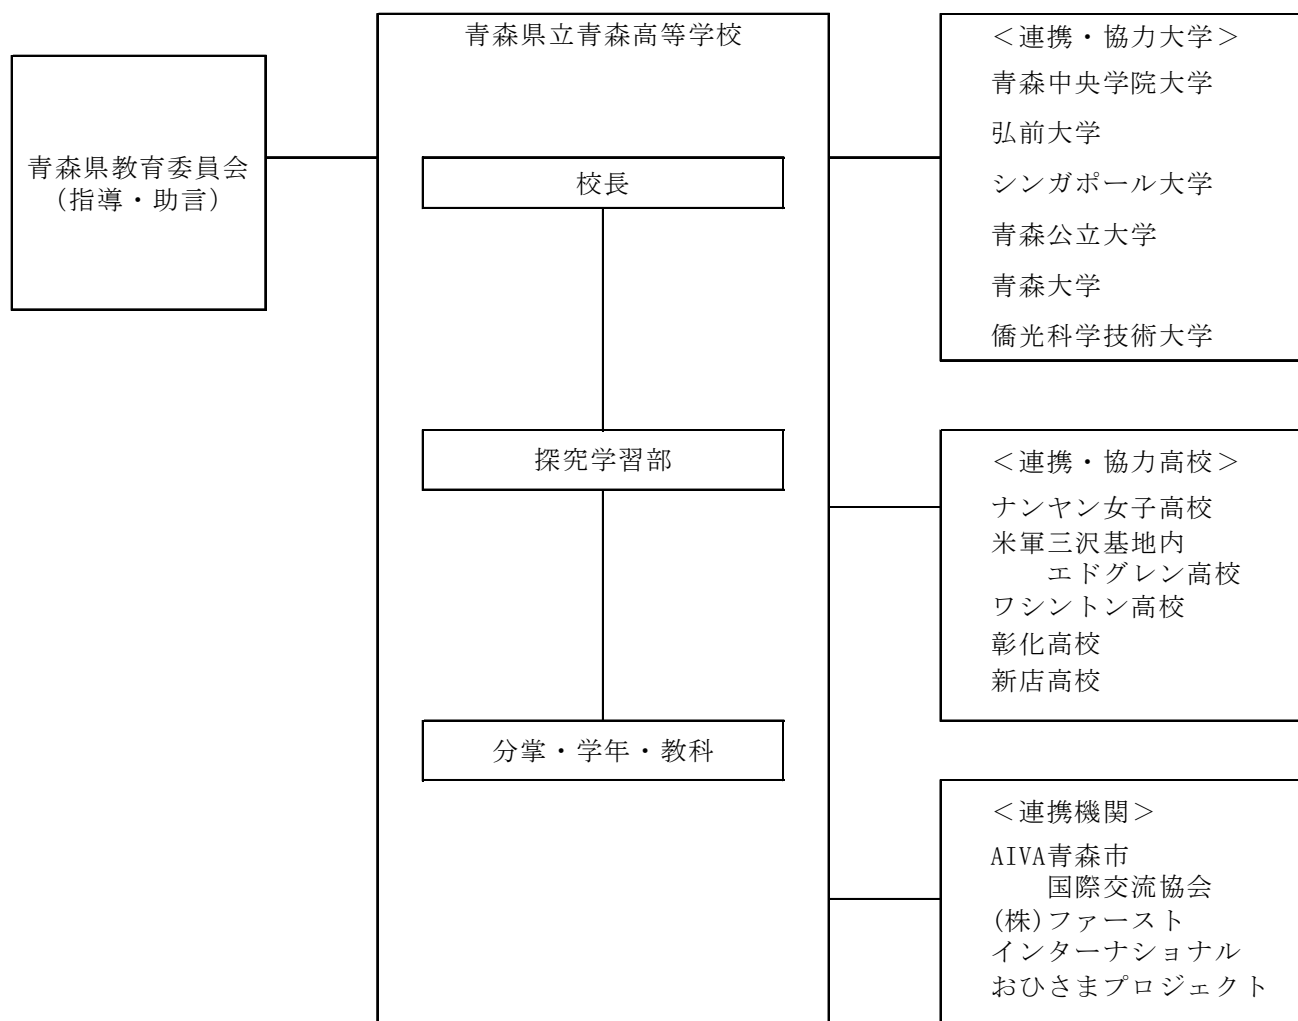 青森県教育委員会
(指導・助言)
青森県立青森高等学校
校長
探究学習部
分掌・学年・教科
＜連携・協力大学＞
青森中央学院大学
弘前大学
シンガポール大学
青森公立大学
青森大学
僑光科学技術大学
＜連携・協力高校＞
ナンヤン女子高校
米軍三沢基地内
エドグレン高校
ワシントン高校
彰化高校
新店高校
＜連携機関＞
AIVA青森市
国際交流協会
(株)ファースト
インターナショナル
おひさまプロジェクト